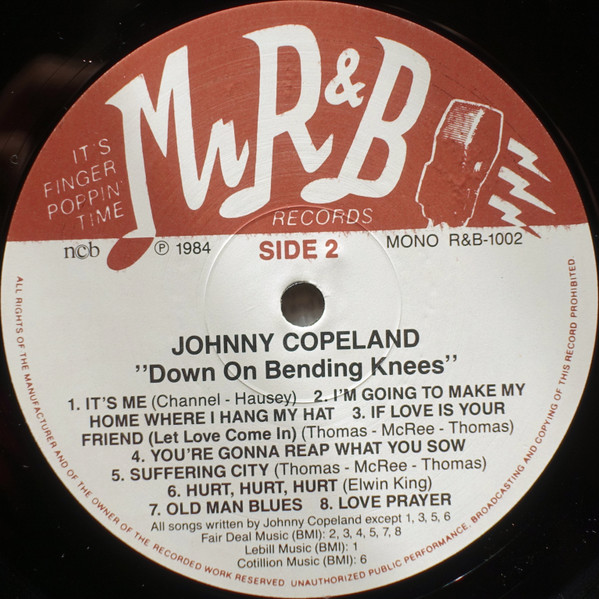 IT'S
FINGER
POPPIN'
TIME
Mr R&B
RECORDS
ncb ℗ 1984 SIDE 2 MONO R&B-1002
JOHNNY COPELAND
"Down On Bending Knees"
1. IT'S ME (Channel - Hausey) 2. I'M GOING TO MAKE MY
HOME WHERE I HANG MY HAT 3. IF LOVE IS YOUR
FRIEND (Let Love Come In) (Thomas - McRee - Thomas)
4. YOU'RE GONNA REAP WHAT YOU SOW
5. SUFFERING CITY (Thomas - McRee - Thomas)
6. HURT, HURT, HURT (Elwin King)
7. OLD MAN BLUES 8. LOVE PRAYER
All songs written by Johnny Copeland except 1, 3, 5, 6
Fair Deal Music (BMI): 2, 3, 4, 5, 7, 8
Lebill Music (BMI): 1
Cotillion Music (BMI): 6
ALL RIGHTS OF THE MANUFACTURER AND OF THE OWNER OF THE RECORDED WORK RESERVED UNAUTHORIZED PUBLIC PERFORMANCE, BROADCASTING AND COPYING OF THIS RECORD PROHIBITED